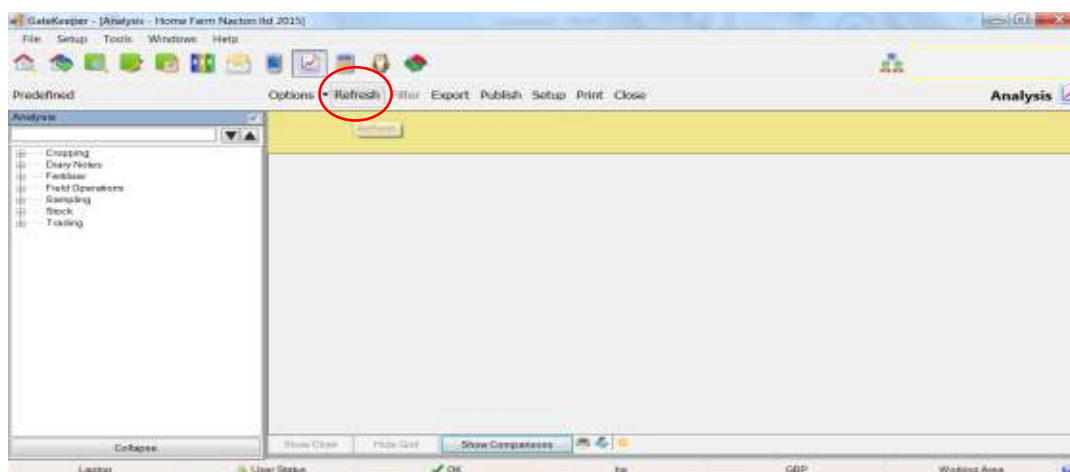 GateKeeper - [Analysis - Home Farm Nacton ltd 2015]
File Setup Tools Windows Help
Predefined
Options Refresh Filter Export Publish Setup Print Close
Analysis
Analysis
Refresh
Cropping
Diary Notes
Fertiliser
Field Operations
Sampling
Stock
Trading
Collapse
Show Chart Hide Grid Show Comparisons
Laptop User Status OK ha GBP Working Area